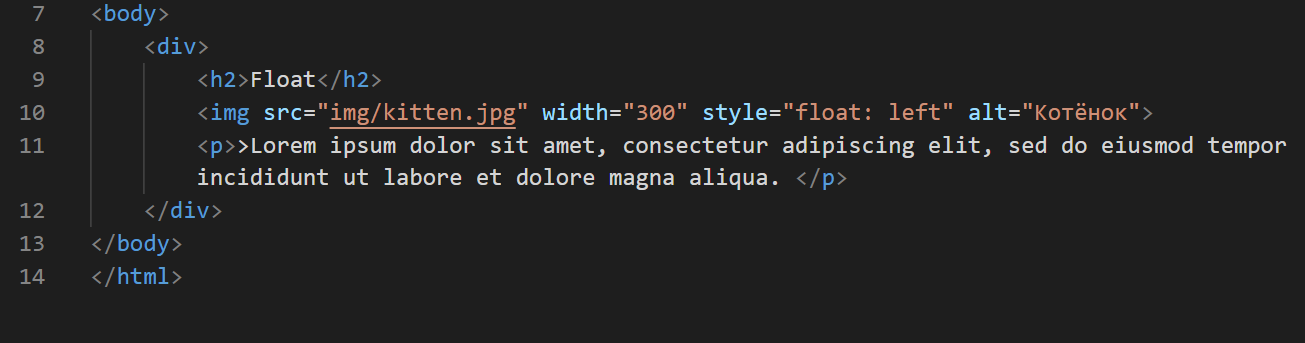 7 <body>
8 <div>
9 <h2>Float</h2>
10 <img src="img/kitten.jpg" width="300" style="float: left" alt="Котёнок">
11 <p>>Lorem ipsum dolor sit amet, consectetur adipiscing elit, sed do eiusmod tempor
incididunt ut labore et dolore magna aliqua. </p>
12 </div>
13 </body>
14 </html>